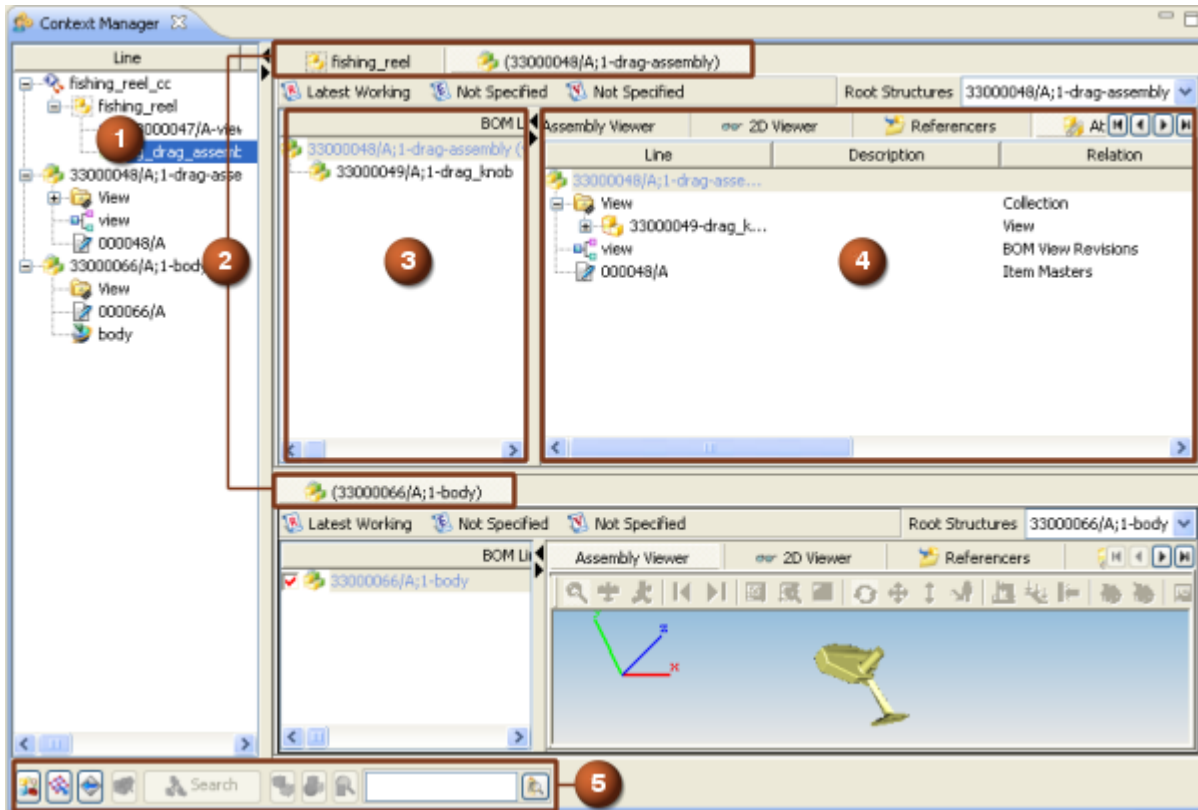 Context Manager
Line
fishing_reel_cc
fishing_reel
000047/A-view
_drag_assemb
33000048/A;1-drag-asse
View
view
000048/A
33000066/A;1-body
View
000066/A
body
1
2
fishing_reel
(33000048/A;1-drag-assembly)
Latest Working
Not Specified
Not Specified
Root Structures
33000048/A;1-drag-assembly
BOM L
33000048/A;1-drag-assembly (
33000049/A;1-drag_knob
3
Assembly Viewer
2D Viewer
Referencers
At
Line
Description
Relation
33000048/A;1-drag-asse...
View
Collection
33000049-drag_k...
View
view
BOM View Revisions
000048/A
Item Masters
4
(33000066/A;1-body)
Latest Working
Not Specified
Not Specified
Root Structures
33000066/A;1-body
BOM Li
33000066/A;1-body
Assembly Viewer
2D Viewer
Referencers
z
x
Search
5